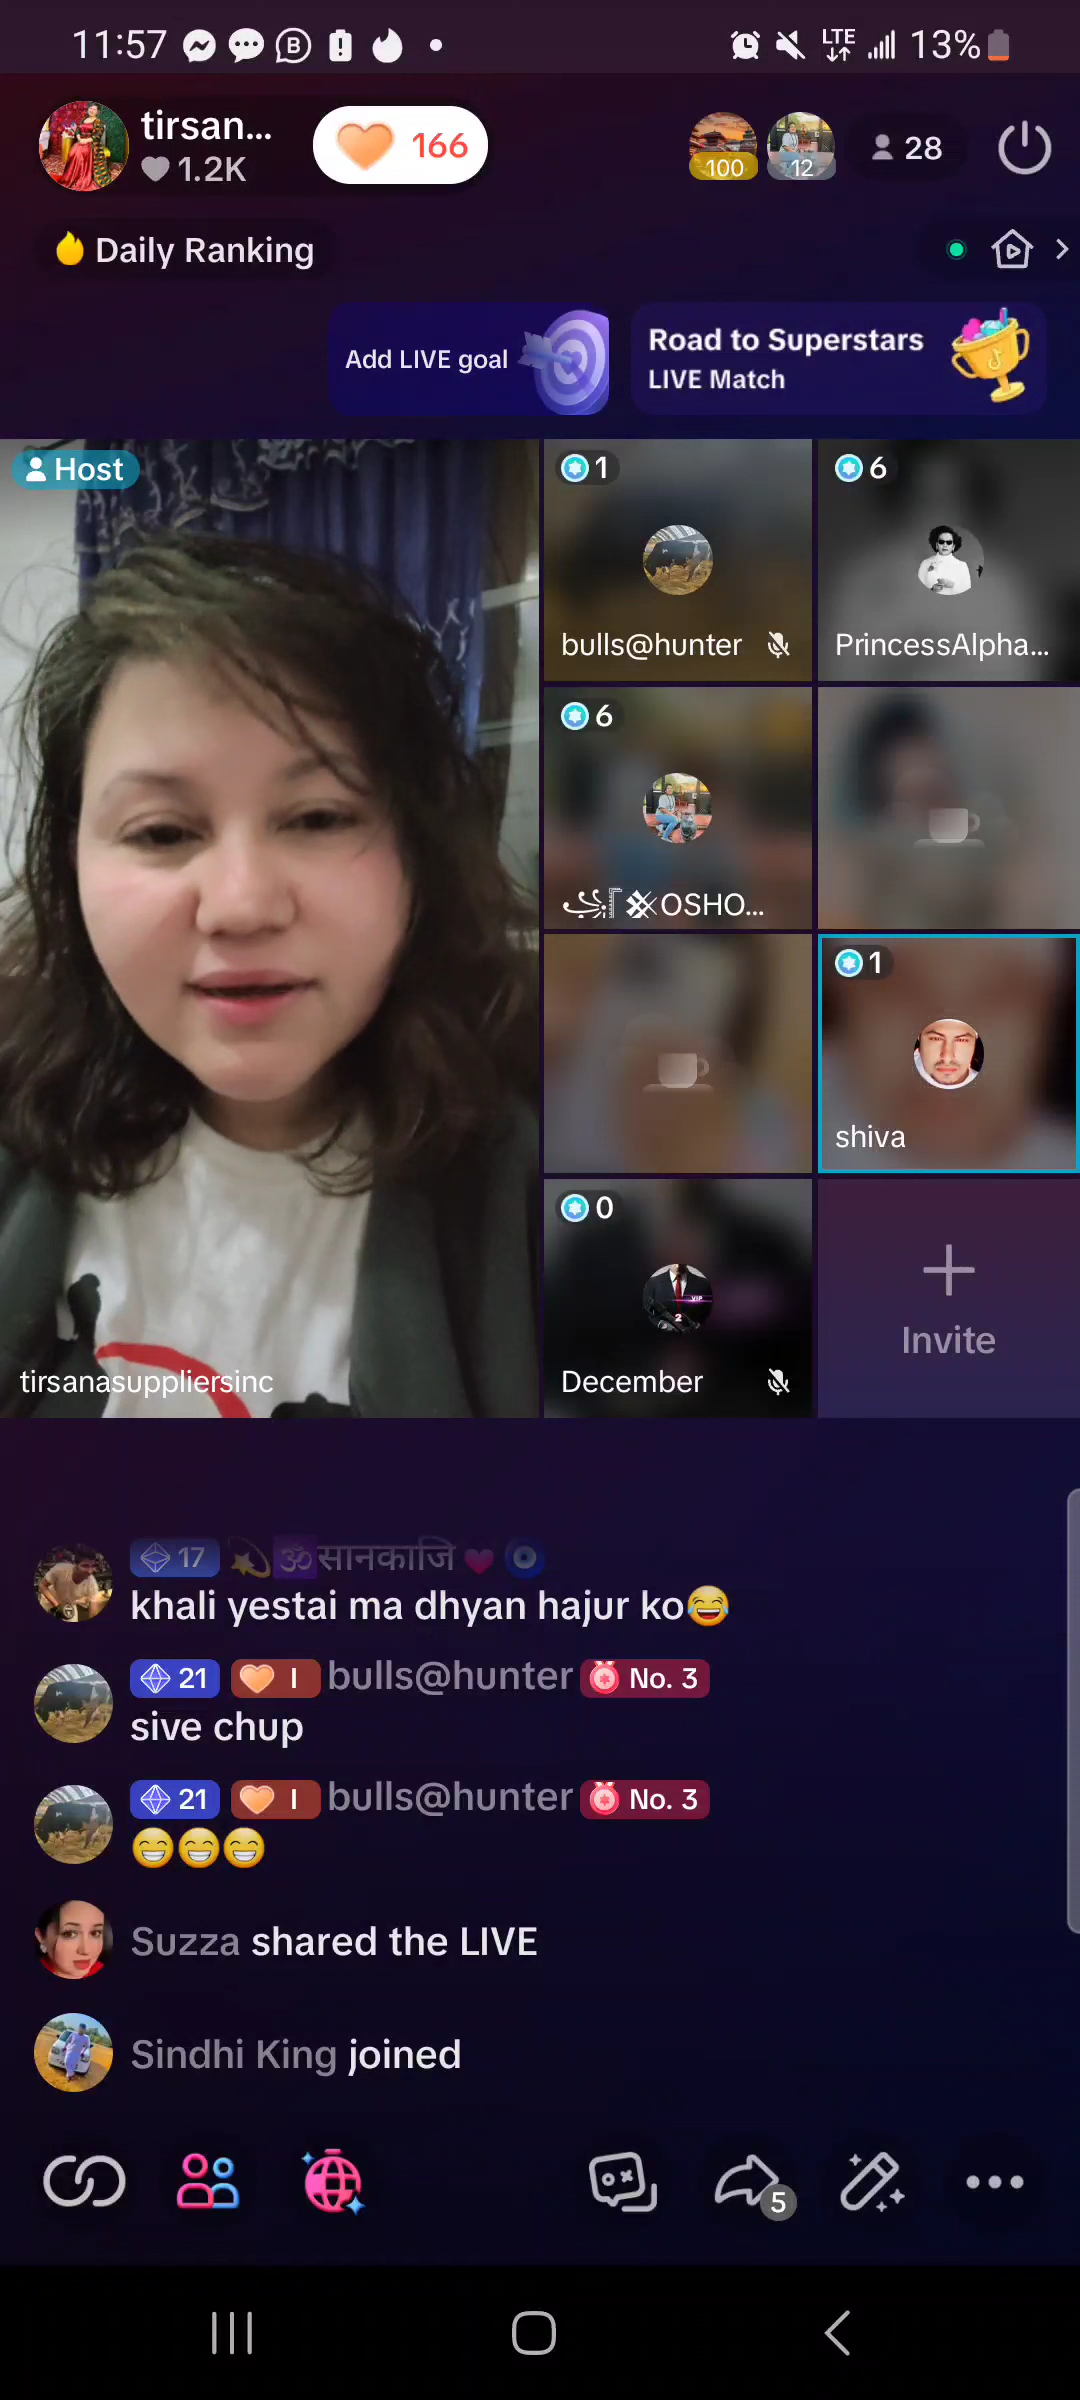 11:57
LTE
13%
tirsan...
1.2K
166
100
12
28
Daily Ranking
Add LIVE goal
Road to Superstars
LIVE Match
Host
1
bulls@hunter
6
PrincessAlpha...
6
OSHO...
1
shiva
0
VIP
2
December
Invite
tirsanasuppliersinc
17 ॐसानकाजि
khali yestai ma dhyan hajur ko😂
21 I bulls@hunter No. 3
sive chup
21 I bulls@hunter No. 3
😁😁😁
Suzza shared the LIVE
Sindhi King joined
5